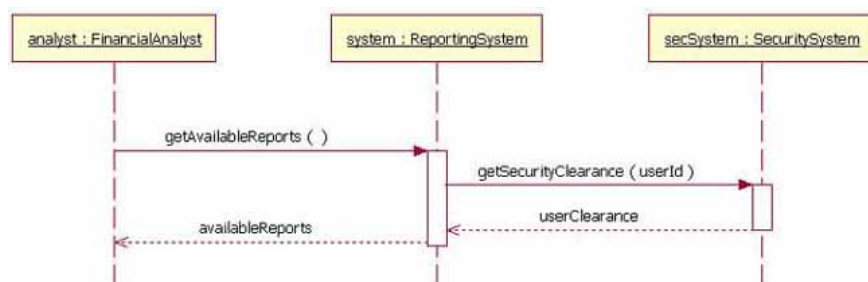 analyst : FinancialAnalyst
system : ReportingSystem
secSystem : SecuritySystem
getAvailableReports ( )
getSecurityClearance ( userId )
userClearance
availableReports